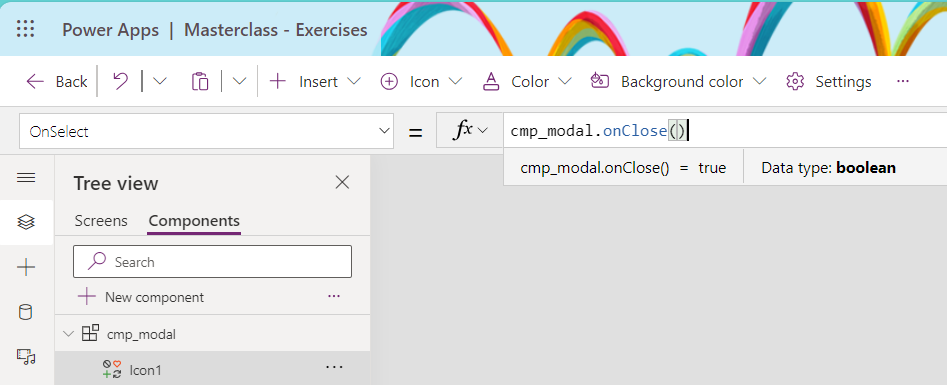 Power Apps | Masterclass - Exercises
Back Insert Icon Color Background color Settings ...
OnSelect = fx cmp_modal.onClose()
cmp_modal.onClose() = true Data type: boolean
Tree view
Screens Components
Search
New component ...
cmp_modal
Icon1 ...